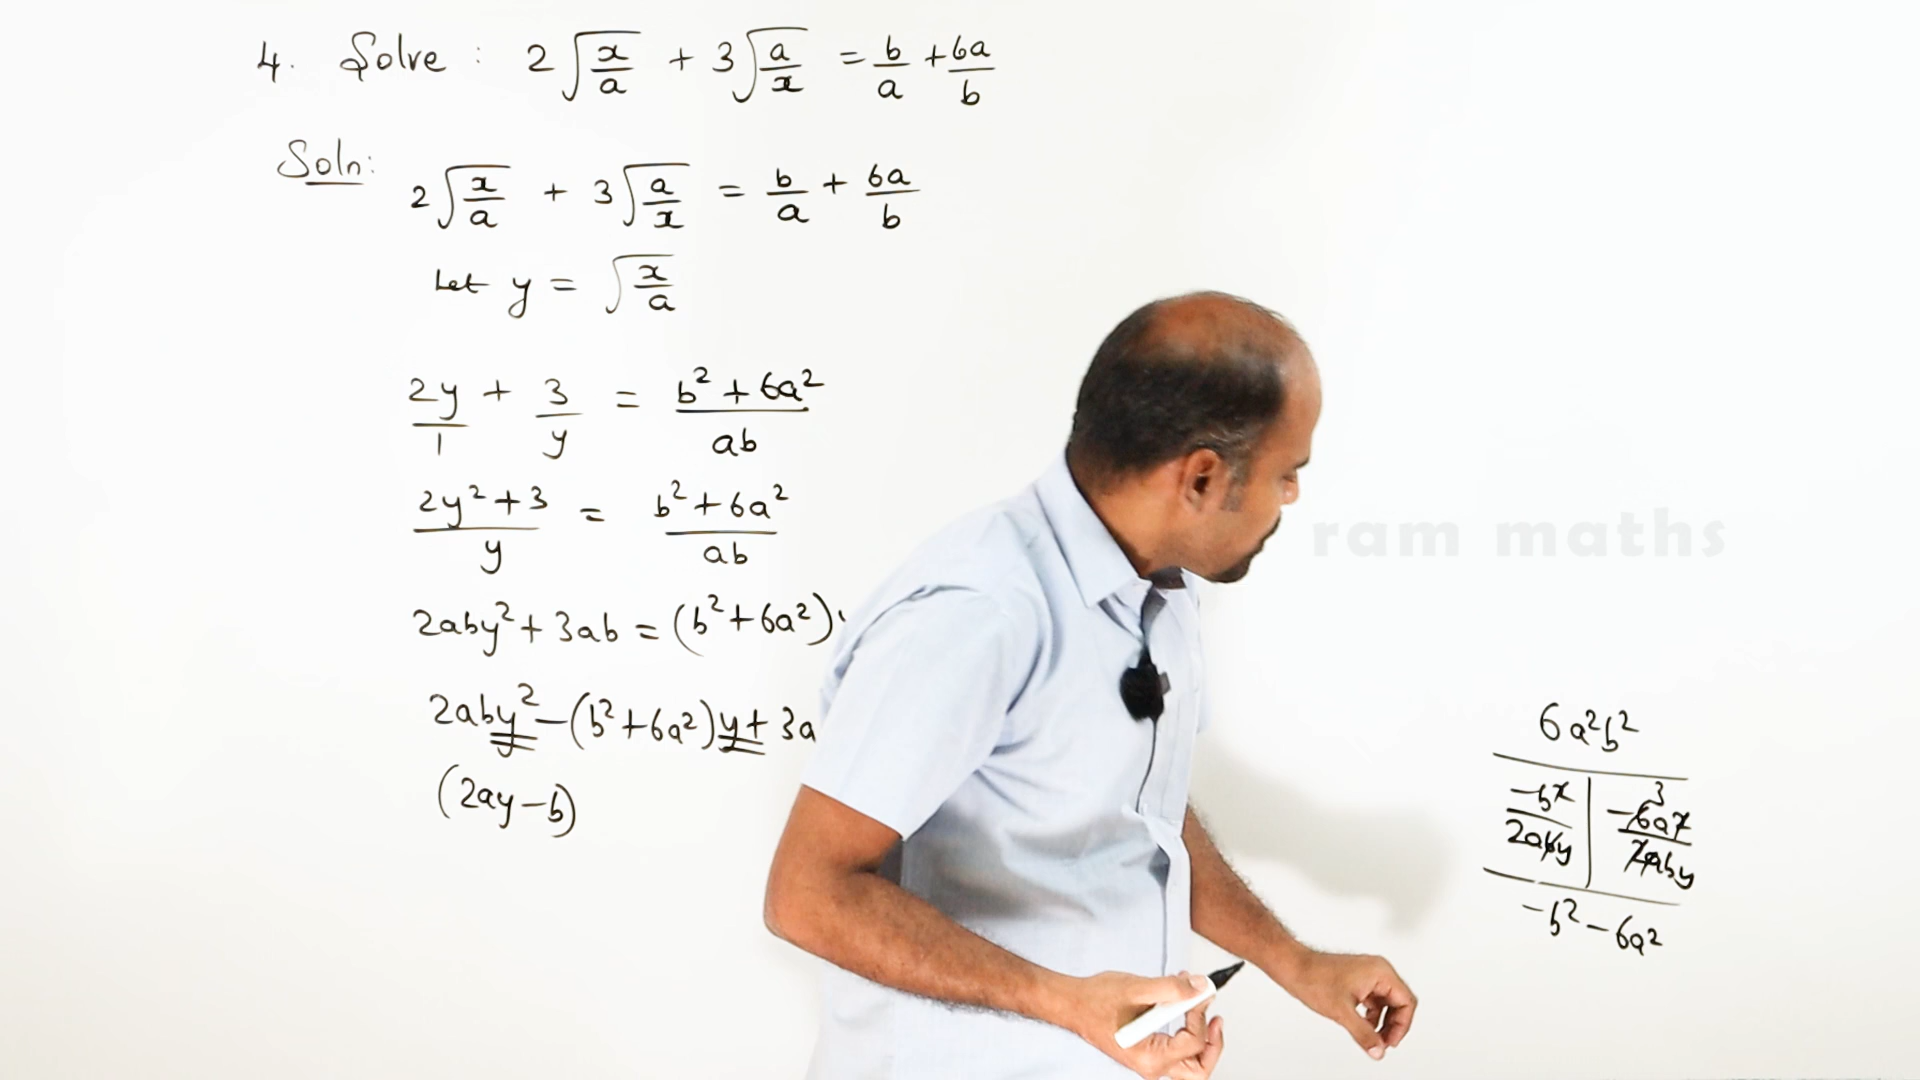 4. Solve : 2√(x/a) + 3√(a/x) = b/a + 6a/b
Soln: 2√(x/a) + 3√(a/x) = b/a + 6a/b
Let y = √(x/a)
2y/1 + 3/y = (b² + 6a²)/ab
(2y² + 3)/y = (b² + 6a²)/ab
2aby² + 3ab = (b² + 6a²)
2aby² - (b² + 6a²)y + 3a
(2ay - b)
ram maths
6a²b²
-b²/2aby | -6a²/2aby 3
-b² - 6a²